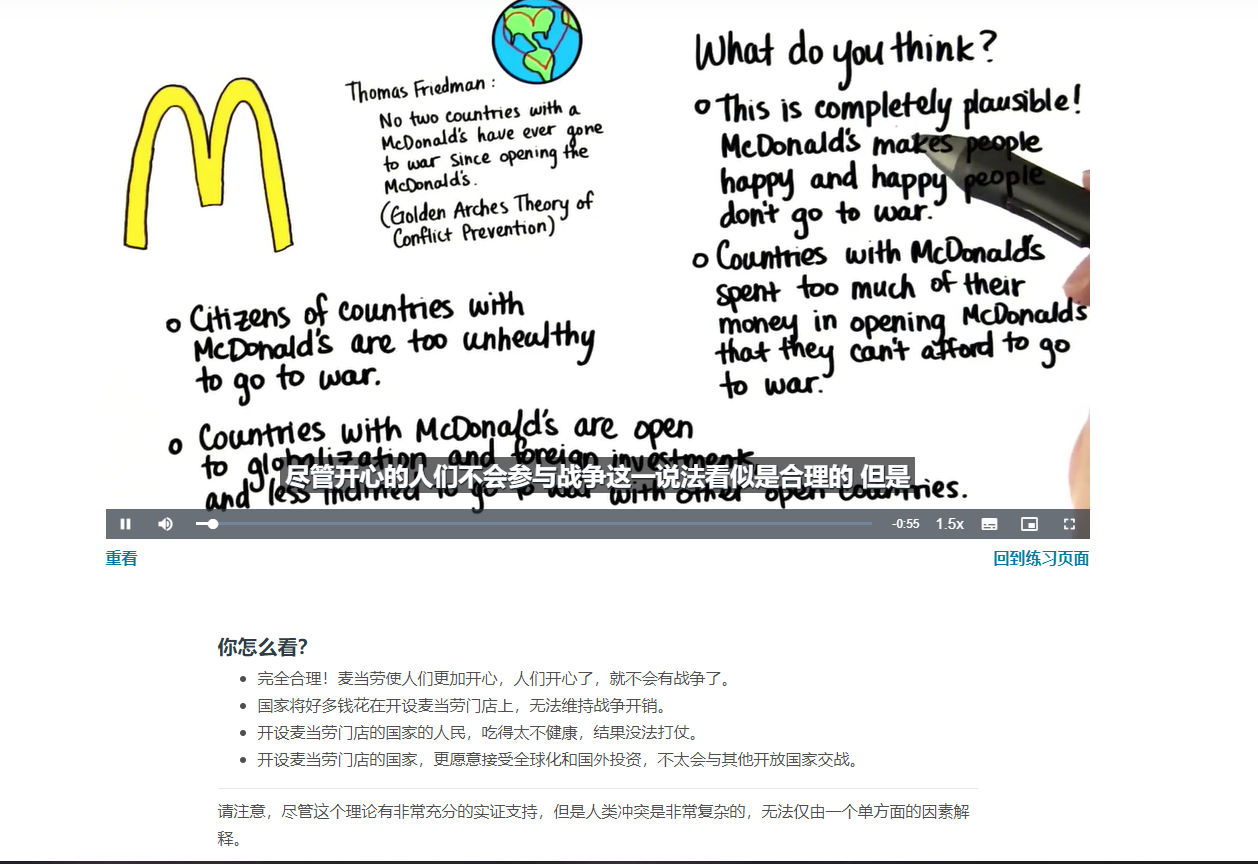 Thomas Friedman :
No two countries with a
McDonald's have ever gone
to war since opening the
McDonald's.
(Golden Arches Theory of
Conflict Prevention)
What do you think?
This is completely plausible!
McDonald's makes people
happy and happy people
don't go to war.
Countries with McDonald's
spent too much of their
money in opening McDonalds
that they can't afford to go
to war.
Citizens of countries with
McDonald's are too unhealthy
to go to war.
Countries with McDonald's are open
to globalization and foreign investments
and less inclined to go to war with other open countries.
尽管开心的人们不会参与战争这一说法看似是合理的 但是
-0:55 1.5x
重看 回到练习页面
你怎么看？
完全合理！麦当劳使人们更加开心，人们开心了，就不会有战争了。
国家将好多钱花在开设麦当劳门店上，无法维持战争开销。
开设麦当劳门店的国家的人民，吃得太不健康，结果没法打仗。
开设麦当劳门店的国家，更愿意接受全球化和国外投资，不太会与其他开放国家交战。
请注意，尽管这个理论有非常充分的实证支持，但是人类冲突是非常复杂的，无法仅由一个单方面的因素解
释。